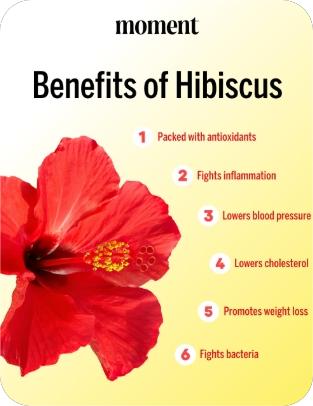 moment
Benefits of Hibiscus
1 Packed with antioxidants
2 Fights inflammation
3 Lowers blood pressure
4 Lowers cholesterol
5 Promotes weight loss
6 Fights bacteria